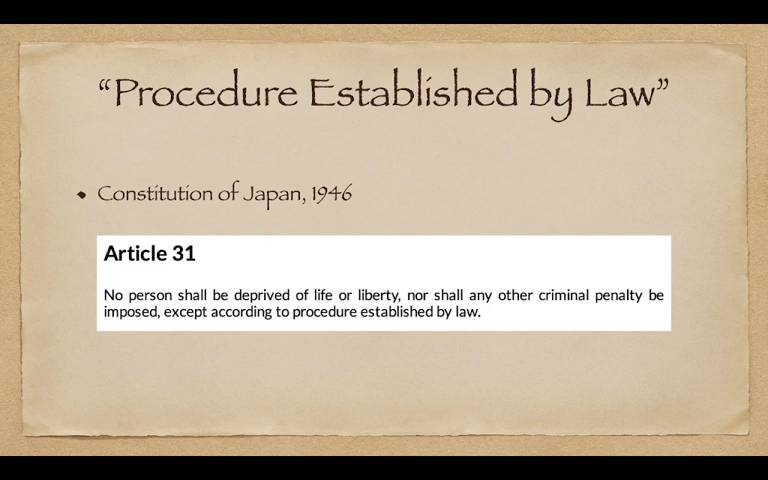 “Procedure Established by Law”
Constitution of Japan, 1946
Article 31
No person shall be deprived of life or liberty, nor shall any other criminal penalty be
imposed, except according to procedure established by law.